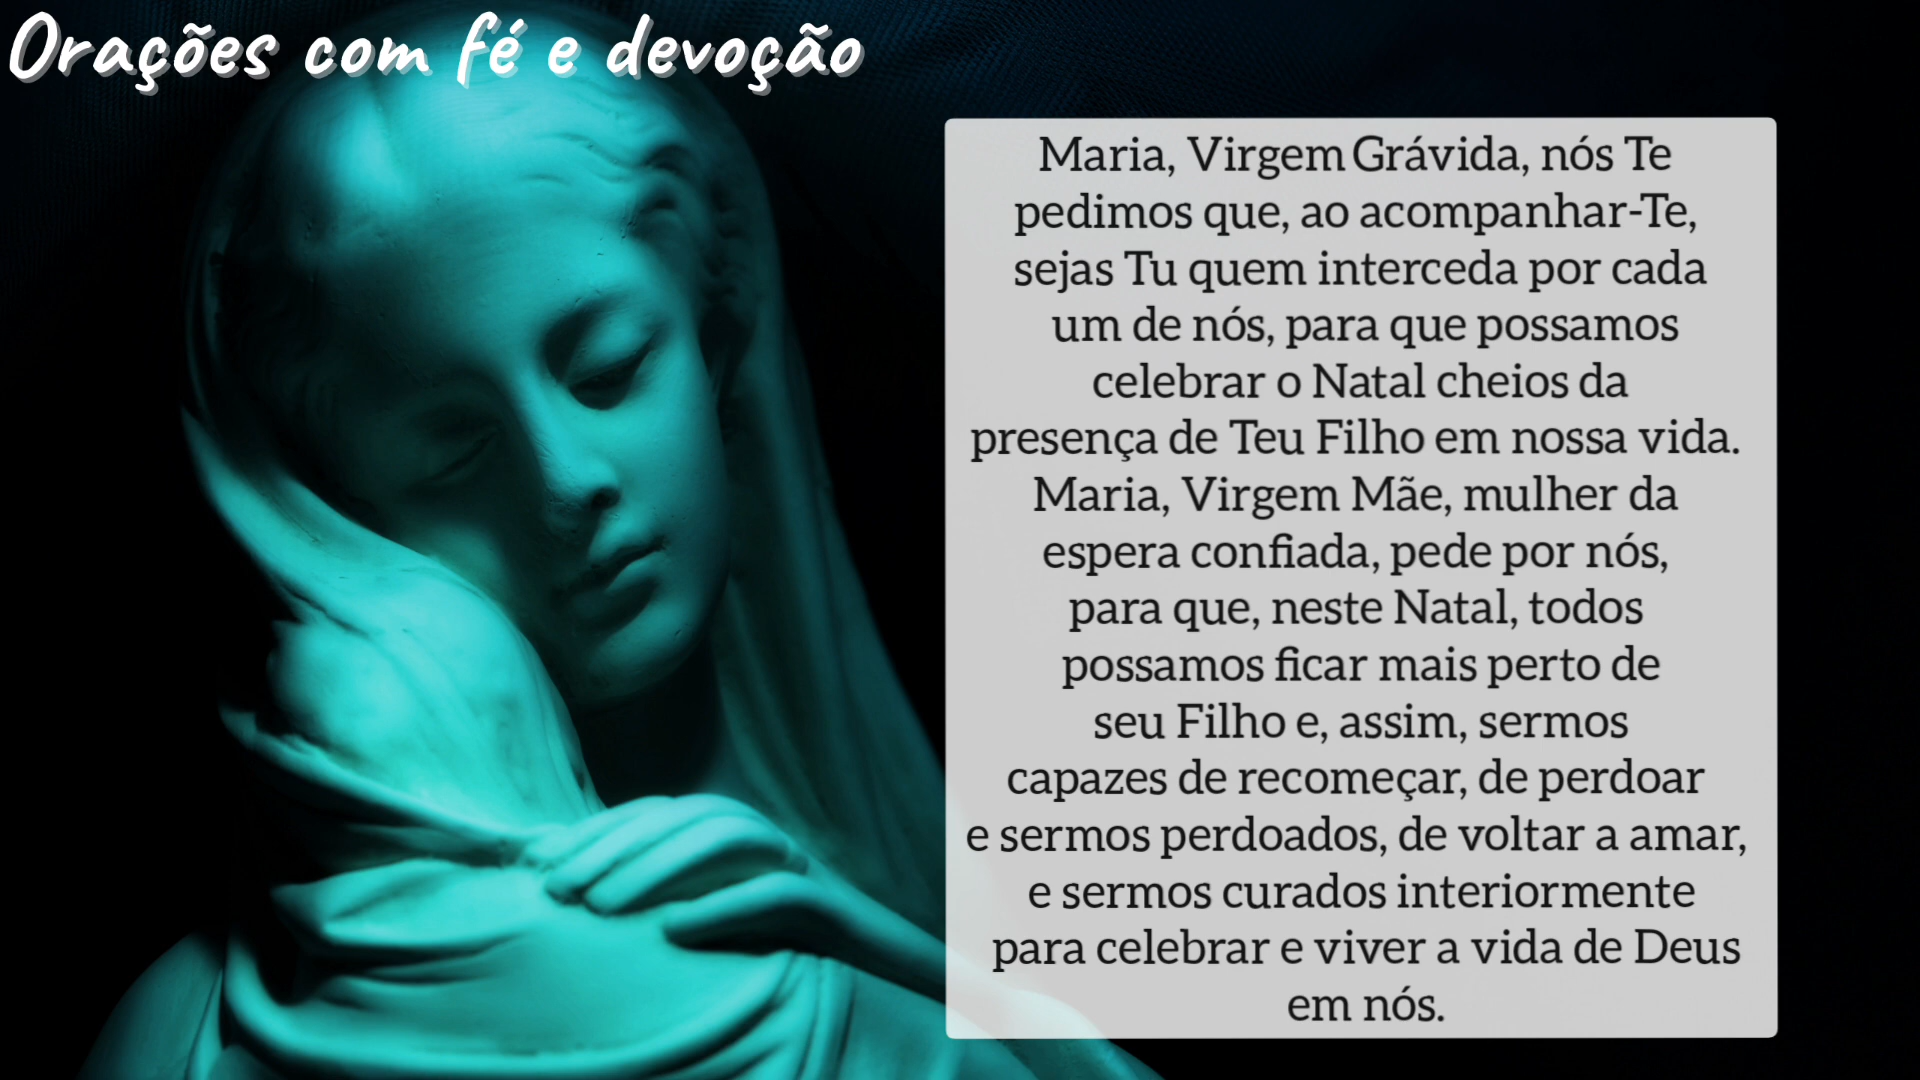 Orações com fé e devoção
Maria, Virgem Grávida, nós Te
pedimos que, ao acompanhar-Te,
sejas Tu quem interceda por cada
um de nós, para que possamos
celebrar o Natal cheios da
presença de Teu Filho em nossa vida.
Maria, Virgem Mãe, mulher da
espera confiada, pede por nós,
para que, neste Natal, todos
possamos ficar mais perto de
seu Filho e, assim, sermos
capazes de recomeçar, de perdoar
e sermos perdoados, de voltar a amar,
e sermos curados interiormente
para celebrar e viver a vida de Deus
em nós.